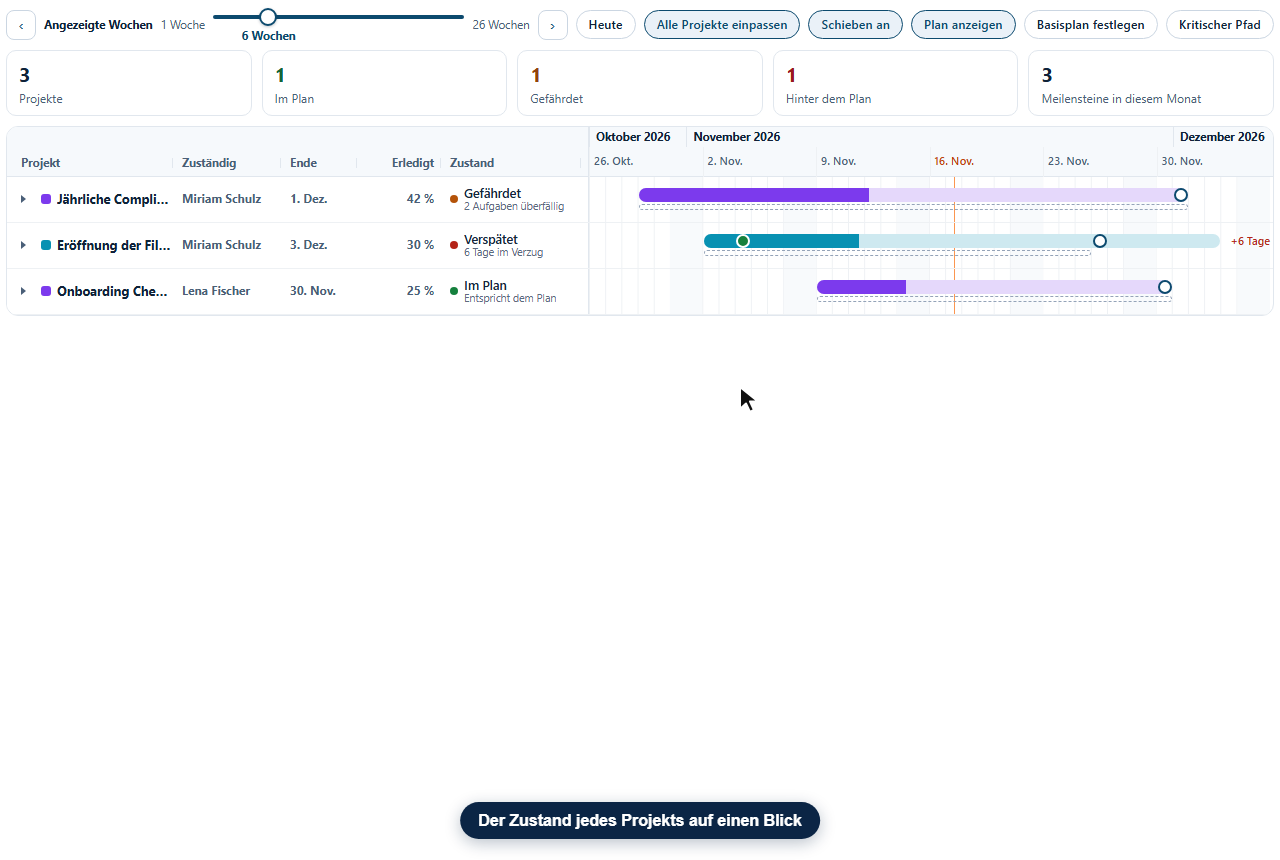 ‹ Angezeigte Wochen 1 Woche 6 Wochen 26 Wochen › Heute Alle Projekte einpassen Schieben an Plan anzeigen Basisplan festlegen Kritischer Pfad
3 1 1 1 3
Projekte Im Plan Gefährdet Hinter dem Plan Meilensteine in diesem Monat
Oktober 2026 November 2026 Dezember 2026
Projekt Zuständig Ende Erledigt Zustand 26. Okt. 2. Nov. 9. Nov. 16. Nov. 23. Nov. 30. Nov.
Jährliche Compli... Miriam Schulz 1. Dez. 42 % Gefährdet
2 Aufgaben überfällig
Eröffnung der Fil... Miriam Schulz 3. Dez. 30 % Verspätet +6 Tage
6 Tage im Verzug
Onboarding Che... Lena Fischer 30. Nov. 25 % Im Plan
Entspricht dem Plan
Der Zustand jedes Projekts auf einen Blick